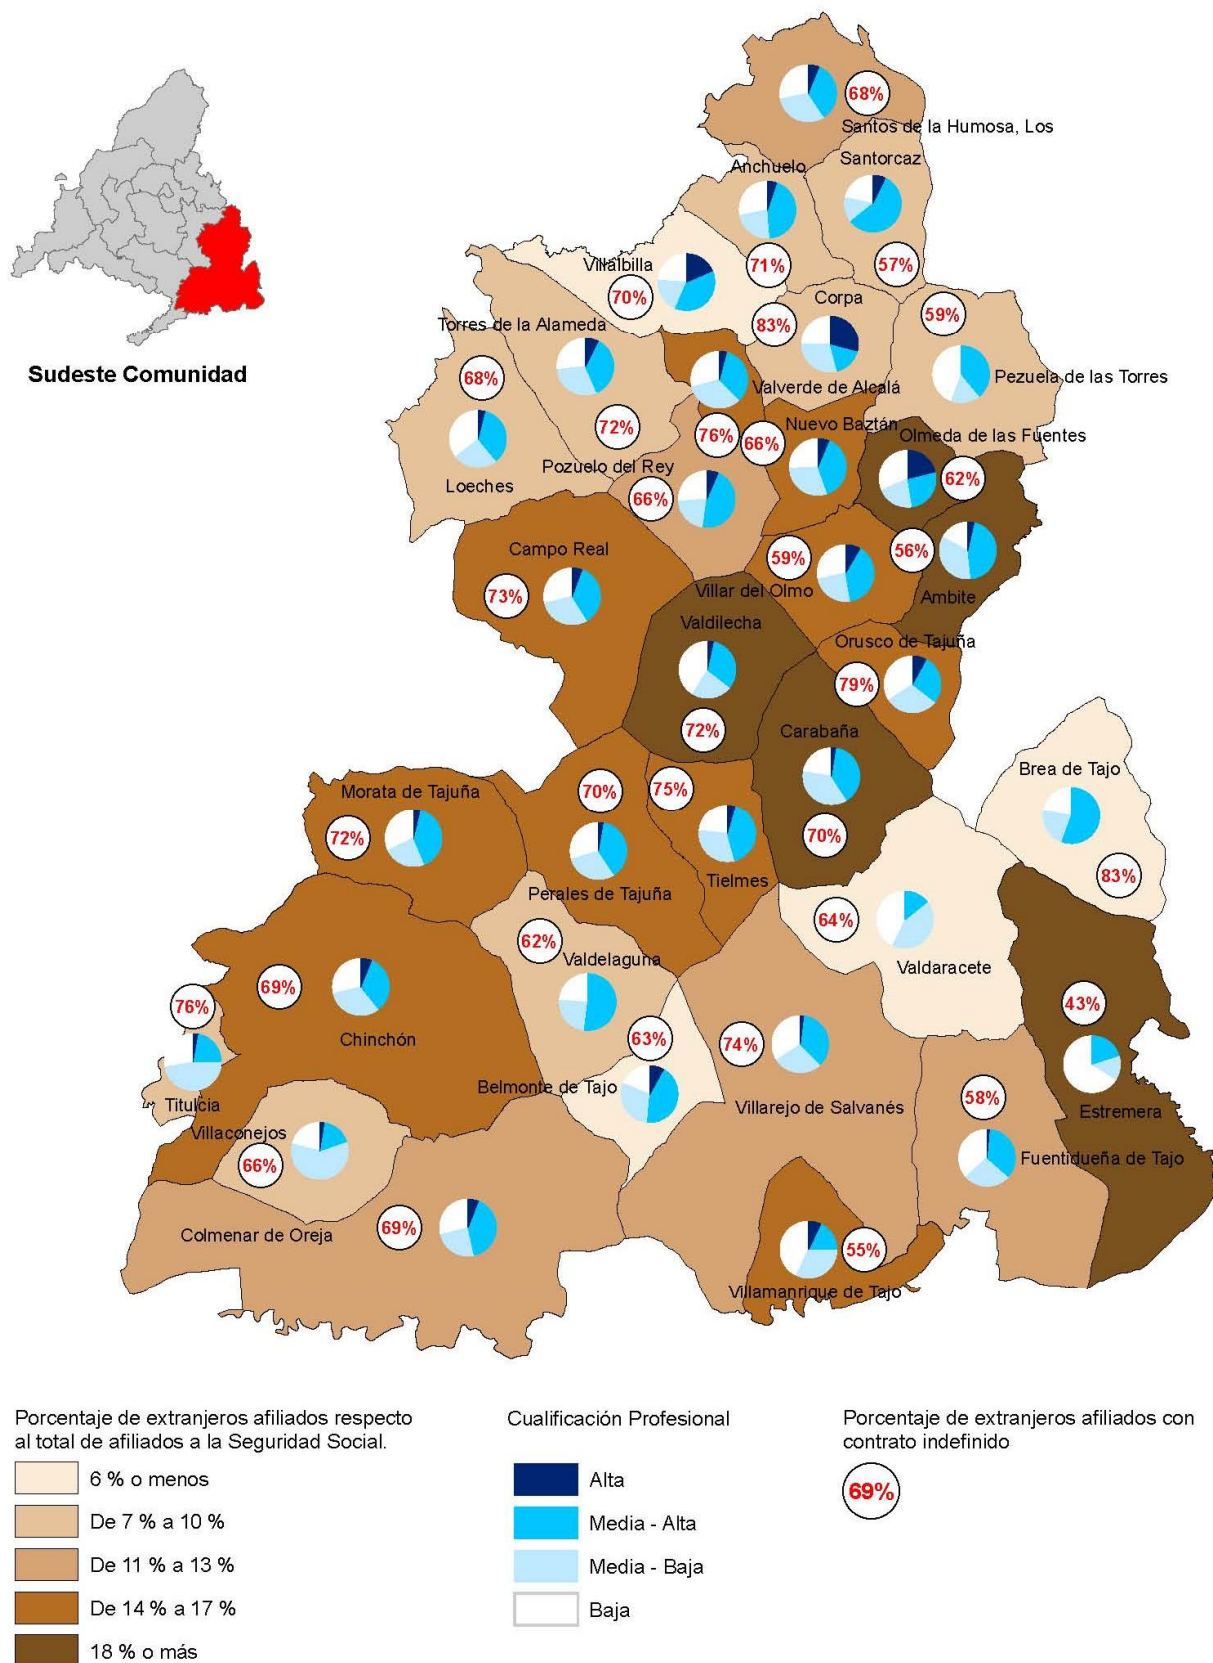 Sudeste Comunidad
68%
Santos de la Humosa, Los
Anchuelo
Santorcaz
71%
57%
Villalbilla
70%
Corpa
83%
59%
Torres de la Alameda
68%
Valverde de Alcalá
Pezuela de las Torres
72%
76%
66%
Nuevo Baztán
Olmeda de las Fuentes
Pozuelo del Rey
62%
Loeches
66%
Campo Real
59%
56%
73%
Villar del Olmo
Ambite
Valdilecha
Orusco de Tajuña
79%
72%
Carabaña
Brea de Tajo
Morata de Tajuña
70%
75%
72%
70%
83%
Perales de Tajuña
Tielmes
64%
62%
Valdelaguna
Valdaracete
69%
76%
43%
Chinchón
63%
74%
Belmonte de Tajo
Villarejo de Salvanés
58%
Titulcia
Estremera
Villaconejos
66%
Fuentidueña de Tajo
Colmenar de Oreja
69%
55%
Villamanrique de Tajo
Porcentaje de extranjeros afiliados respecto
al total de afiliados a la Seguridad Social.
6 % o menos
De 7 % a 10 %
De 11 % a 13 %
De 14 % a 17 %
18 % o más
Cualificación Profesional
Alta
Media - Alta
Media - Baja
Baja
Porcentaje de extranjeros afiliados con
contrato indefinido
69%